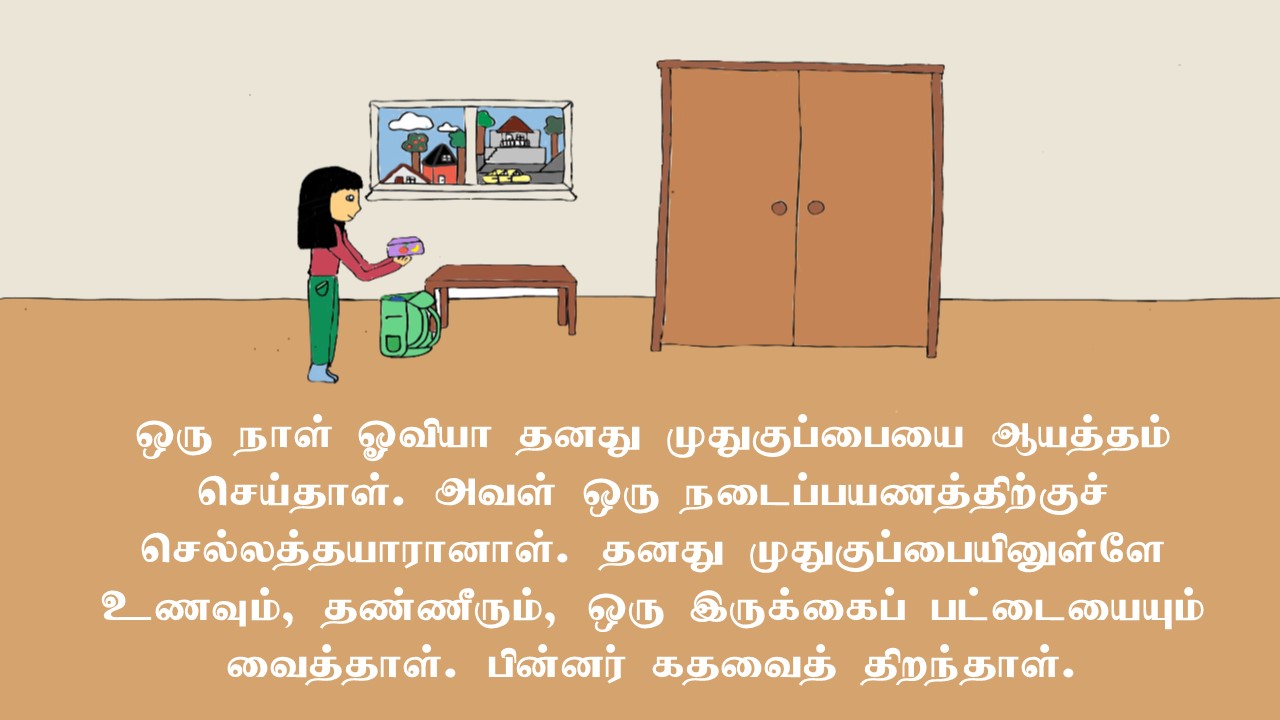 ஒரு நாள் ஓவியா தனது முதுகுப்பையை ஆயத்தம்
செய்தாள். அவள் ஒரு நடைப்பயணத்திற்குச்
செல்லத்தயாரானாள். தனது முதுகுப்பையினுள்ளே
உணவும், தண்ணீரும், ஒரு இருக்கைப் பட்டையையும்
வைத்தாள். பின்னர் கதவைத் திறந்தாள்.